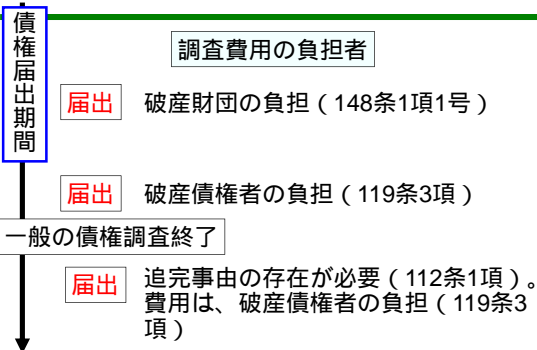 債権届出期間
調査費用の負担者
届出 破産財団の負担（148条1項1号）
届出 破産債権者の負担（119条3項）
一般の債権調査終了
届出 追完事由の存在が必要（112条1項）。
費用は、破産債権者の負担（119条3
項）